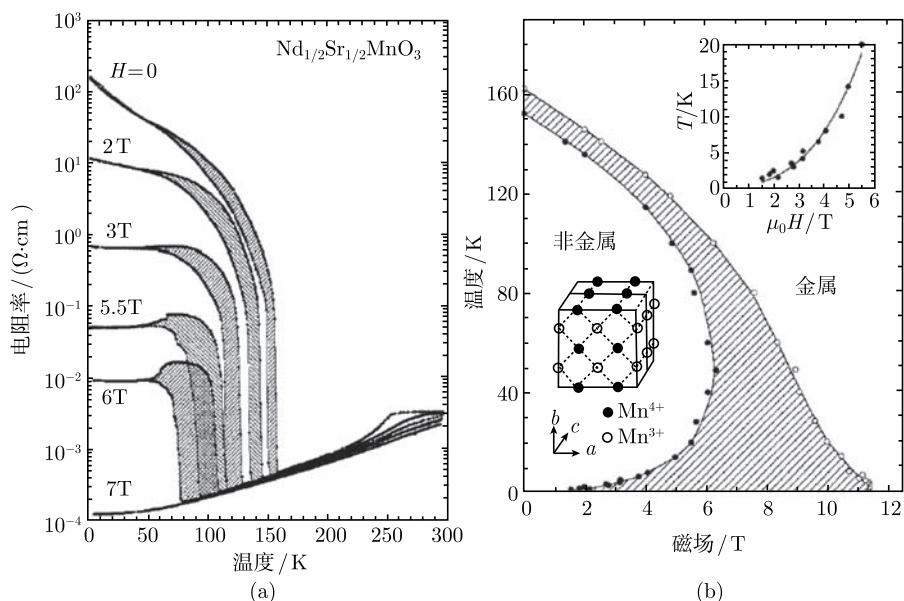 Nd1/2Sr1/2MnO3
H=0
2T
3T
5.5T
6T
7T
10³
10²
10¹
10⁰
10⁻¹
10⁻²
10⁻³
10⁻⁴
电阻率/(Ω·cm)
0 50 100 150 200 250 300
温度/K
(a)
160
120
80
40
0
温度/K
0 2 4 6 8 10 12
磁场/T
非金属
金属
Mn⁴⁺
Mn³⁺
b
c
a
20
15
10
5
0
T/K
0 1 2 3 4 5 6
μ₀H/T
(b)